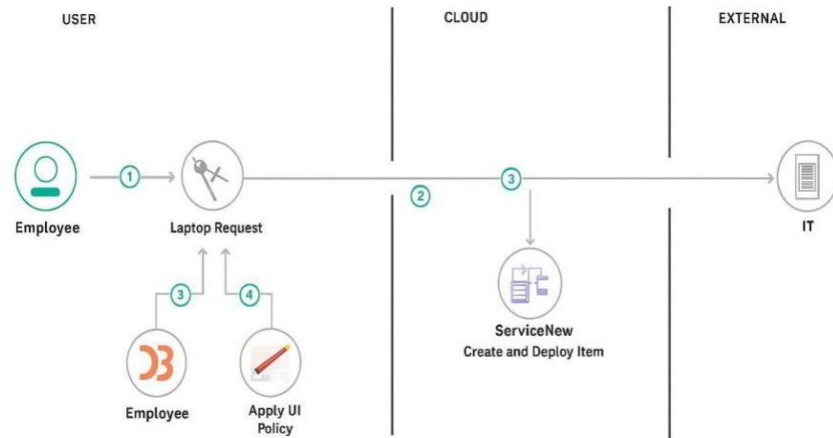 USER
CLOUD
EXTERNAL
1
3
2
Employee
Laptop Request
IT
3
4
ServiceNew
Create and Deploy Item
Employee
Apply UI
Policy